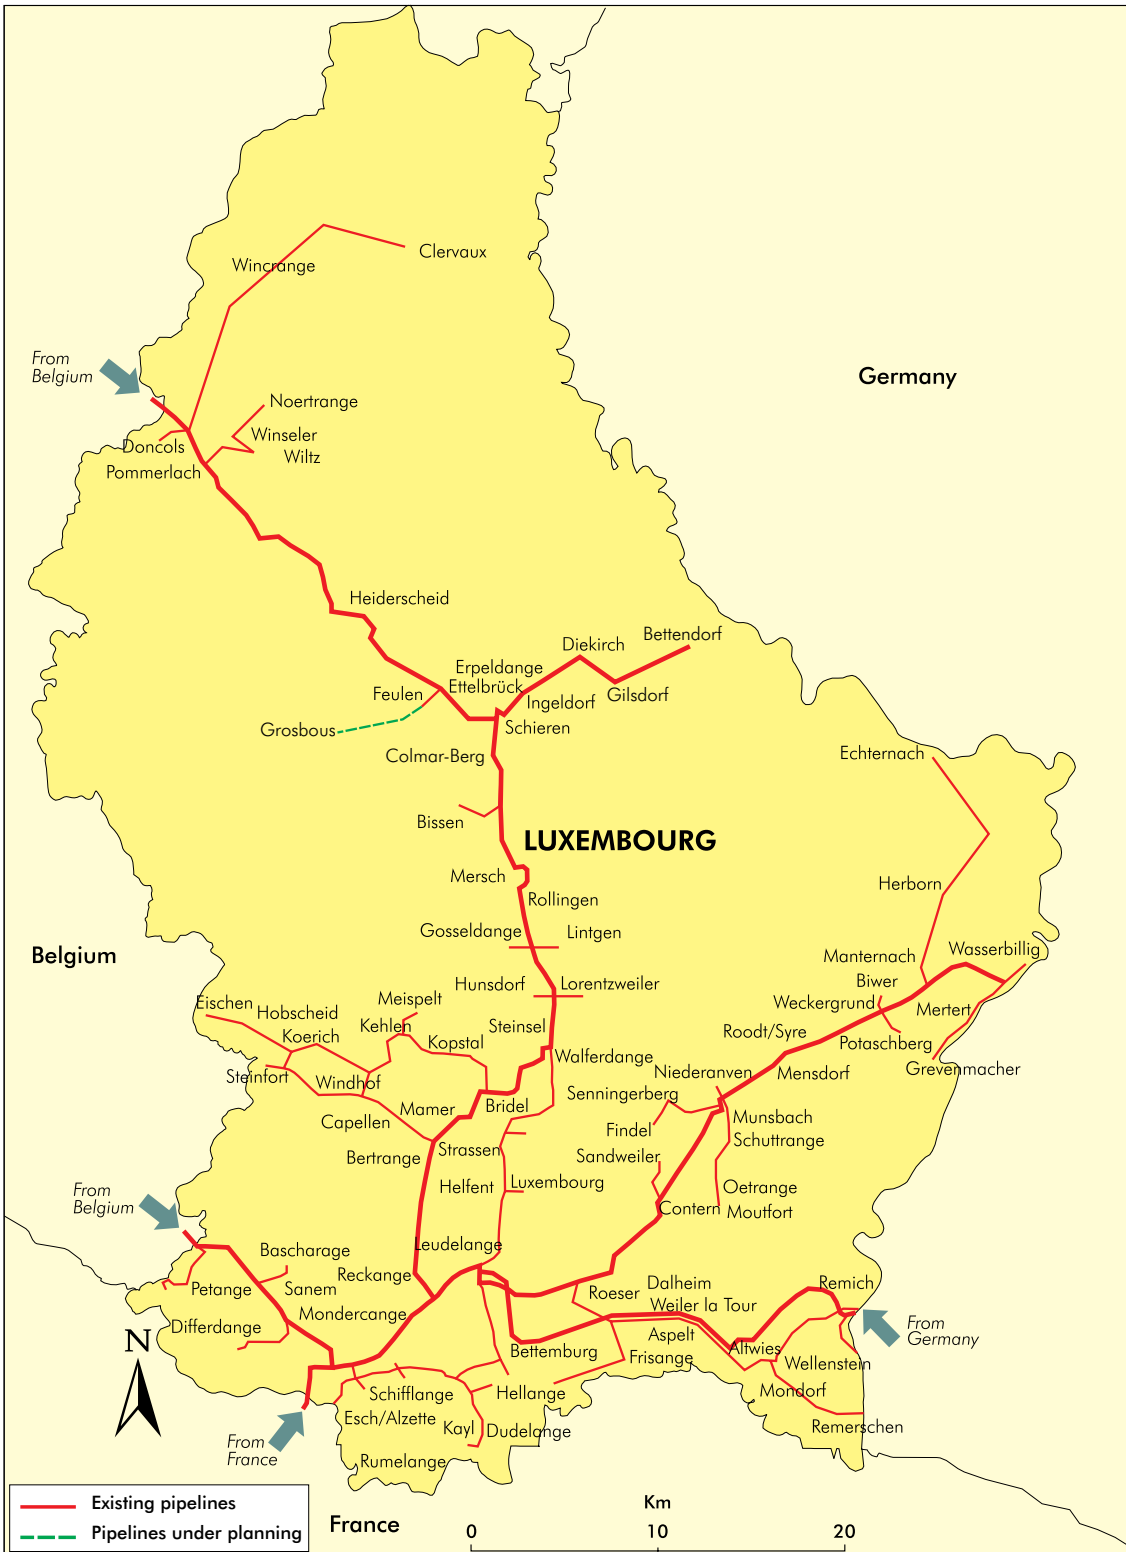 Clervaux
Wincrange
From
Belgium
Germany
Noertrange
Winseler
Doncols
Wiltz
Pommerlach
Heiderscheid
Bettendorf
Diekirch
Erpeldange
Ettelbrück
Feulen
Gilsdorf
Ingeldorf
Grosbous
Schieren
Colmar-Berg
Echternach
Bissen
LUXEMBOURG
Mersch
Herborn
Rollingen
Gosseldange
Lintgen
Belgium
Manternach
Wasserbillig
Biwer
Hunsdorf
Lorentzweiler
Meispelt
Eischen
Weckergrund
Hobscheid
Mertert
Kehlen
Steinsel
Koerich
Roodt/Syre
Kopstal
Potaschberg
Walferdange
Grevenmacher
Steinfort
Niederanven
Mensdorf
Windhof
Senningerberg
Mamer
Bridel
Capellen
Munsbach
Findel
Schuttrange
Strassen
Bertrange
Sandweiler
Helfent
Luxembourg
Oetrange
From
Belgium
Contern
Moutfort
Leudelange
Bascharage
Reckange
Dalheim
Remich
Petange
Sanem
Roeser
Weiler la Tour
Mondercange
Differdange
Aspelt
From
Germany
N
Bettemburg
Altwies
Frisange
Wellenstein
Schifflange
Hellange
Mondorf
Esch/Alzette
Kayl
Dudelange
Remerschen
From
France
Rumelange
Existing pipelines
Pipelines under planning
France
Km
0 10 20